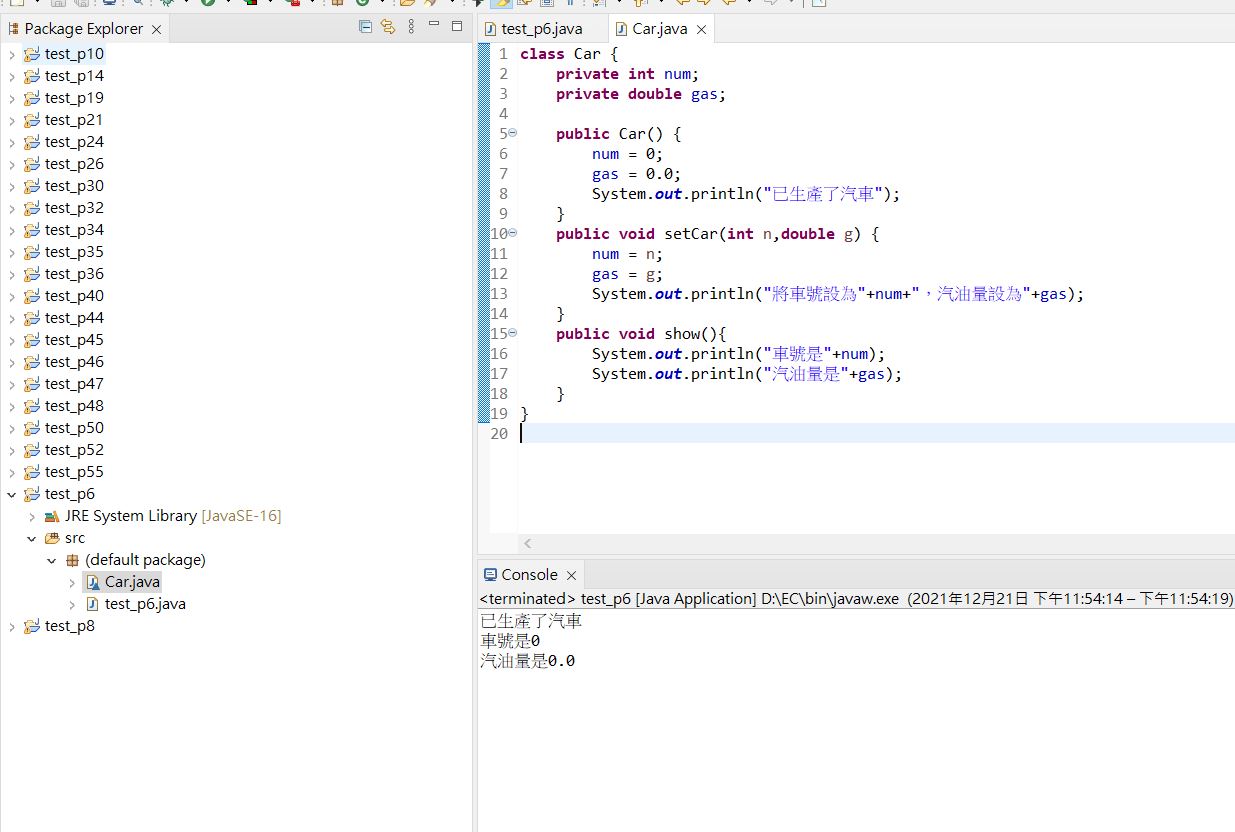 Package Explorer
test_p10
test_p14
test_p19
test_p21
test_p24
test_p26
test_p30
test_p32
test_p34
test_p35
test_p36
test_p40
test_p44
test_p45
test_p46
test_p47
test_p48
test_p50
test_p52
test_p55
test_p6
JRE System Library [JavaSE-16]
src
(default package)
Car.java
test_p6.java
test_p8
test_p6.java Car.java
1 class Car {
2 private int num;
3 private double gas;
4
5 public Car() {
6 num = 0;
7 gas = 0.0;
8 System.out.println("已生產了汽車");
9 }
10 public void setCar(int n,double g) {
11 num = n;
12 gas = g;
13 System.out.println("將車號設為"+num+"，汽油量設為"+gas);
14 }
15 public void show(){
16 System.out.println("車號是"+num);
17 System.out.println("汽油量是"+gas);
18 }
19 }
20
Console
<terminated> test_p6 [Java Application] D:\EC\bin\javaw.exe (2021年12月21日 下午11:54:14 – 下午11:54:19)
已生產了汽車
車號是0
汽油量是0.0